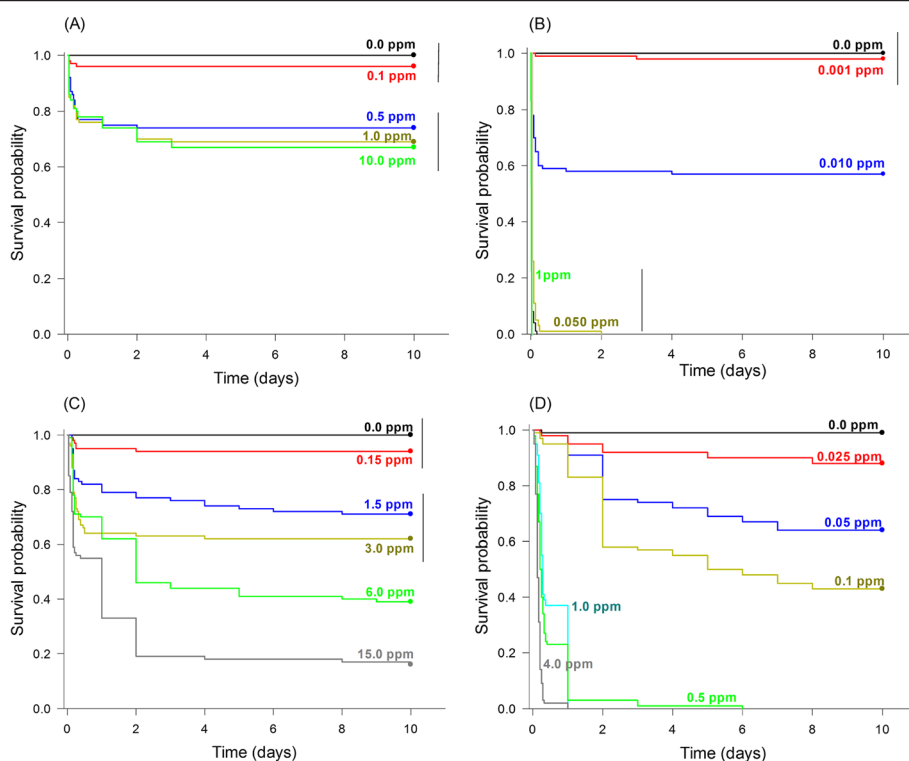 (A)
0.0 ppm
0.1 ppm
0.5 ppm
1.0 ppm
10.0 ppm
Survival probability
1.0
0.8
0.6
0.4
0.2
0.0
0 2 4 6 8 10
Time (days)
(B)
0.0 ppm
0.001 ppm
0.010 ppm
1ppm
0.050 ppm
Survival probability
1.0
0.8
0.6
0.4
0.2
0.0
0 2 4 6 8 10
Time (days)
(C)
0.0 ppm
0.15 ppm
1.5 ppm
3.0 ppm
6.0 ppm
15.0 ppm
Survival probability
1.0
0.8
0.6
0.4
0.2
0.0
0 2 4 6 8 10
Time (days)
(D)
0.0 ppm
0.025 ppm
0.05 ppm
0.1 ppm
1.0 ppm
4.0 ppm
0.5 ppm
Survival probability
1.0
0.8
0.6
0.4
0.2
0.0
0 2 4 6 8 10
Time (days)